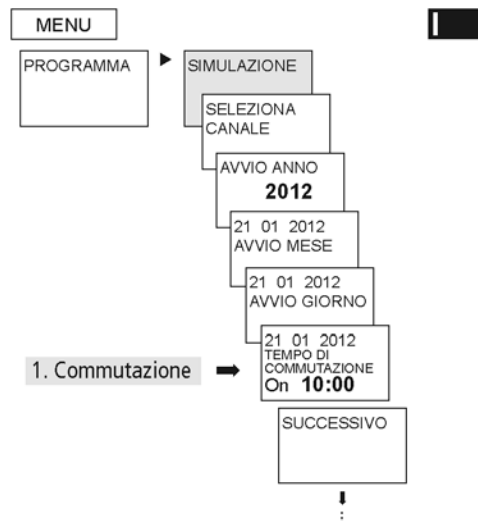 MENU
PROGRAMMA
SIMULAZIONE
SELEZIONA
CANALE
AVVIO ANNO
2012
21 01 2012
AVVIO MESE
21 01 2012
AVVIO GIORNO
21 01 2012
TEMPO DI
COMMUTAZIONE
On 10:00
1. Commutazione
SUCCESSIVO